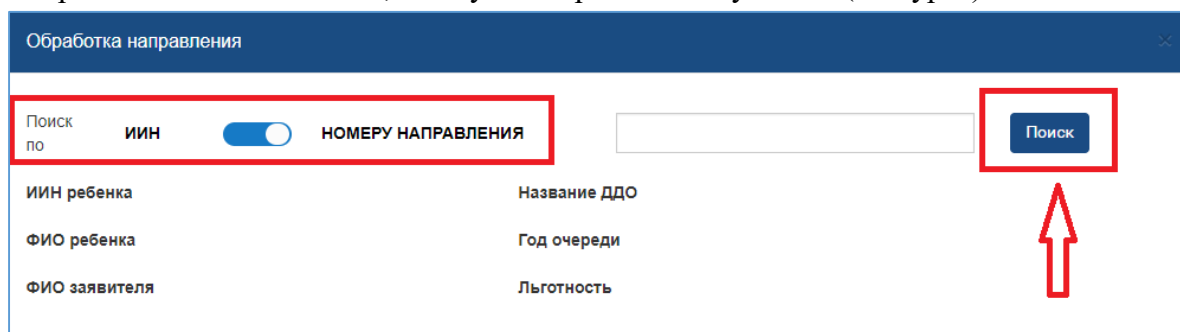 Обработка направления
×
Поиск по ИИН НОМЕРУ НАПРАВЛЕНИЯ Поиск
ИИН ребенка Название ДДО
ФИО ребенка Год очереди
ФИО заявителя Льготность